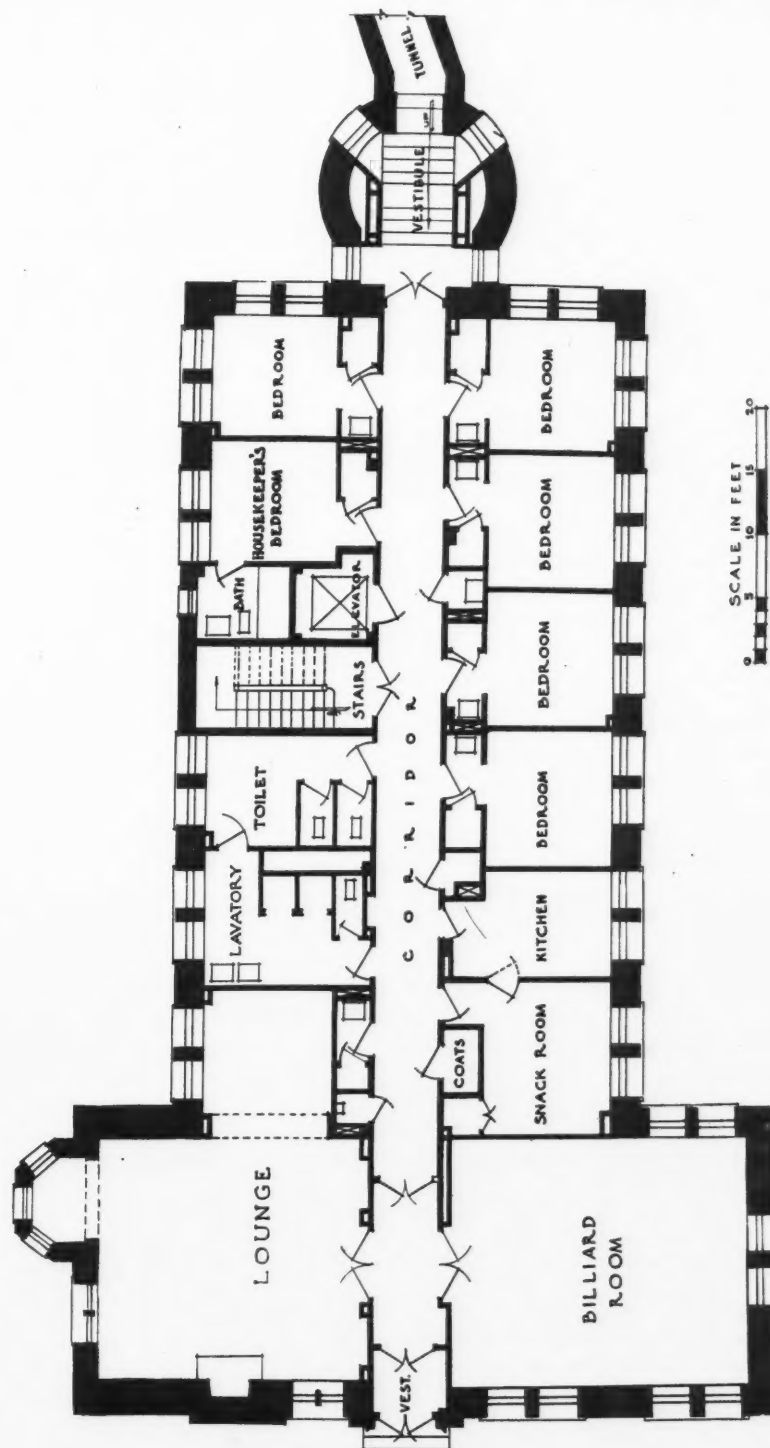 TUNNEL
UP
VESTIBULE
BEDROOM
BEDROOM
HOUSEKEEPER'S
BEDROOM
BEDROOM
BATH
ELEVATOR
BEDROOM
STAIRS
CORRIDOR
TOILET
BEDROOM
LAVATORY
KITCHEN
COATS
SNACK ROOM
LOUNGE
BILLIARD
ROOM
VEST.
SCALE IN FEET
0 5 10 15 20